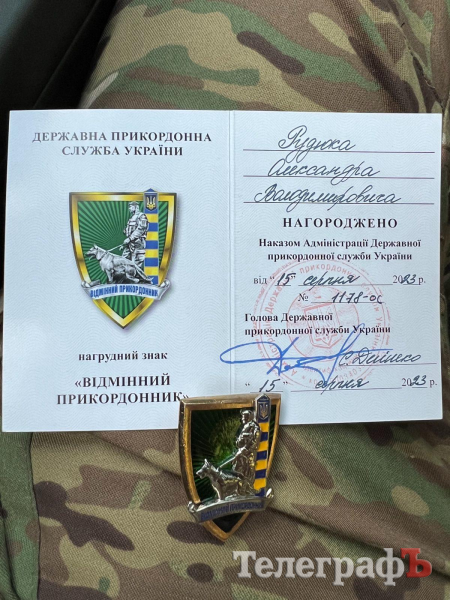 ДЕРЖАВНА ПРИКОРДОННА
СЛУЖБА УКРАЇНИ
ВІДМІННИЙ ПРИКОРДОННИК
нагрудний знак
«ВІДМІННИЙ
ПРИКОРДОННИК»
Рудюка
Олександра
Володимировича
НАГОРОДЖЕНО
Наказом Адміністрації Державної
прикордонної служби України
від "15" серпня 2023 р.
№ -1178-ос
Голова Державної
прикордонної служби України
С. Дейнеко
"15" серпня 2023 р.
ТелеграфЪ